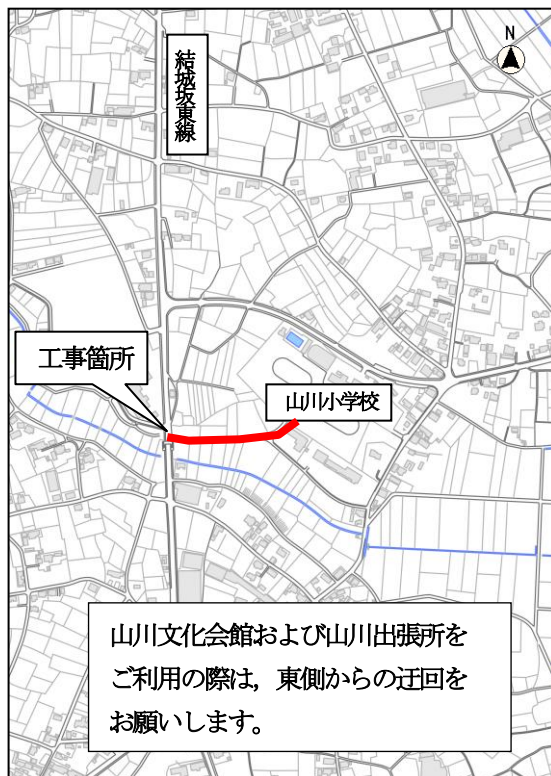 N
結城坂東線
工事箇所
山川小学校
山川文化会館および山川出張所を
ご利用の際は，東側からの迂回を
お願いします。